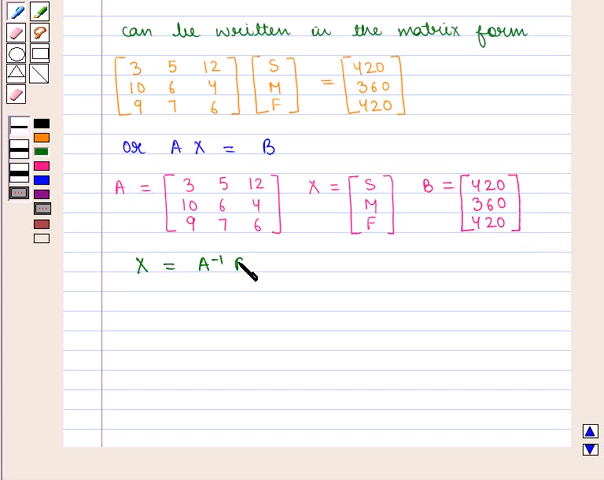 can be written in the matrix form
[3 5 12] [S] [420]
[10 6 4] [M] = [360]
[9 7 6] [F] [420]
or A X = B
A = [3 5 12] X = [S] B = [420]
[10 6 4] [M] [360]
[9 7 6] [F] [420]
X = A⁻¹